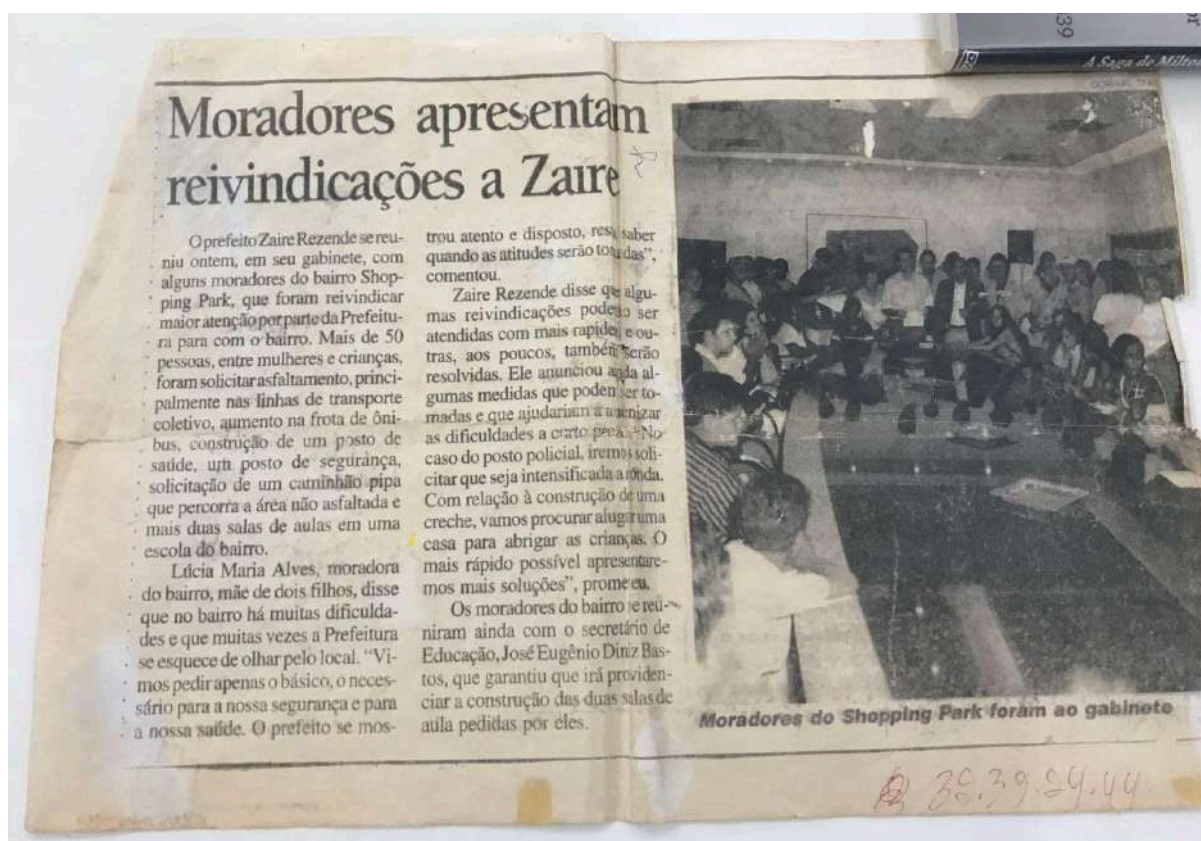 39
or
A Saga de Milton
Moradores apresentam
reivindicações a Zaire
O prefeito Zaire Rezende se reu-
niu ontem, em seu gabinete, com
alguns moradores do bairro Shop-
ping Park, que foram reivindicar
maior atenção por parte da Prefeitu-
ra para com o bairro. Mais de 50
pessoas, entre mulheres e crianças,
foram solicitar asfaltamento, princi-
palmente nas linhas de transporte
coletivo, aumento na frota de ôni-
bus, construção de um posto de
saúde, um posto de segurança,
solicitação de um caminhão pipa
que percorra a área não asfaltada e
mais duas salas de aulas em uma
escola do bairro.
Lúcia Maria Alves, moradora
do bairro, mãe de dois filhos, disse
que no bairro há muitas dificulda-
des e que muitas vezes a Prefeitura
se esquece de olhar pelo local. “Vi-
mos pedir apenas o básico, o neces-
sário para a nossa segurança e para
a nossa saúde. O prefeito se mos-
trou atento e disposto, resta saber
quando as atitudes serão tomadas”,
comentou.
Zaire Rezende disse que algu-
mas reivindicações poderão ser
atendidas com mais rapidez e ou-
tras, aos poucos, também serão
resolvidas. Ele anunciou ainda al-
gumas medidas que podem ser to-
madas e que ajudariam a amenizar
as dificuldades a curto prazo. “No
caso do posto policial, iremos soli-
citar que seja intensificada a ronda.
Com relação à construção de uma
creche, vamos procurar alugar uma
casa para abrigar as crianças. O
mais rápido possível apresentare-
mos mais soluções”, prometeu.
Os moradores do bairro se reu-
niram ainda com o secretário de
Educação, José Eugênio Diniz Bas-
tos, que garantiu que irá providen-
ciar a construção das duas salas de
aula pedidas por eles.
Moradores do Shopping Park foram ao gabinete